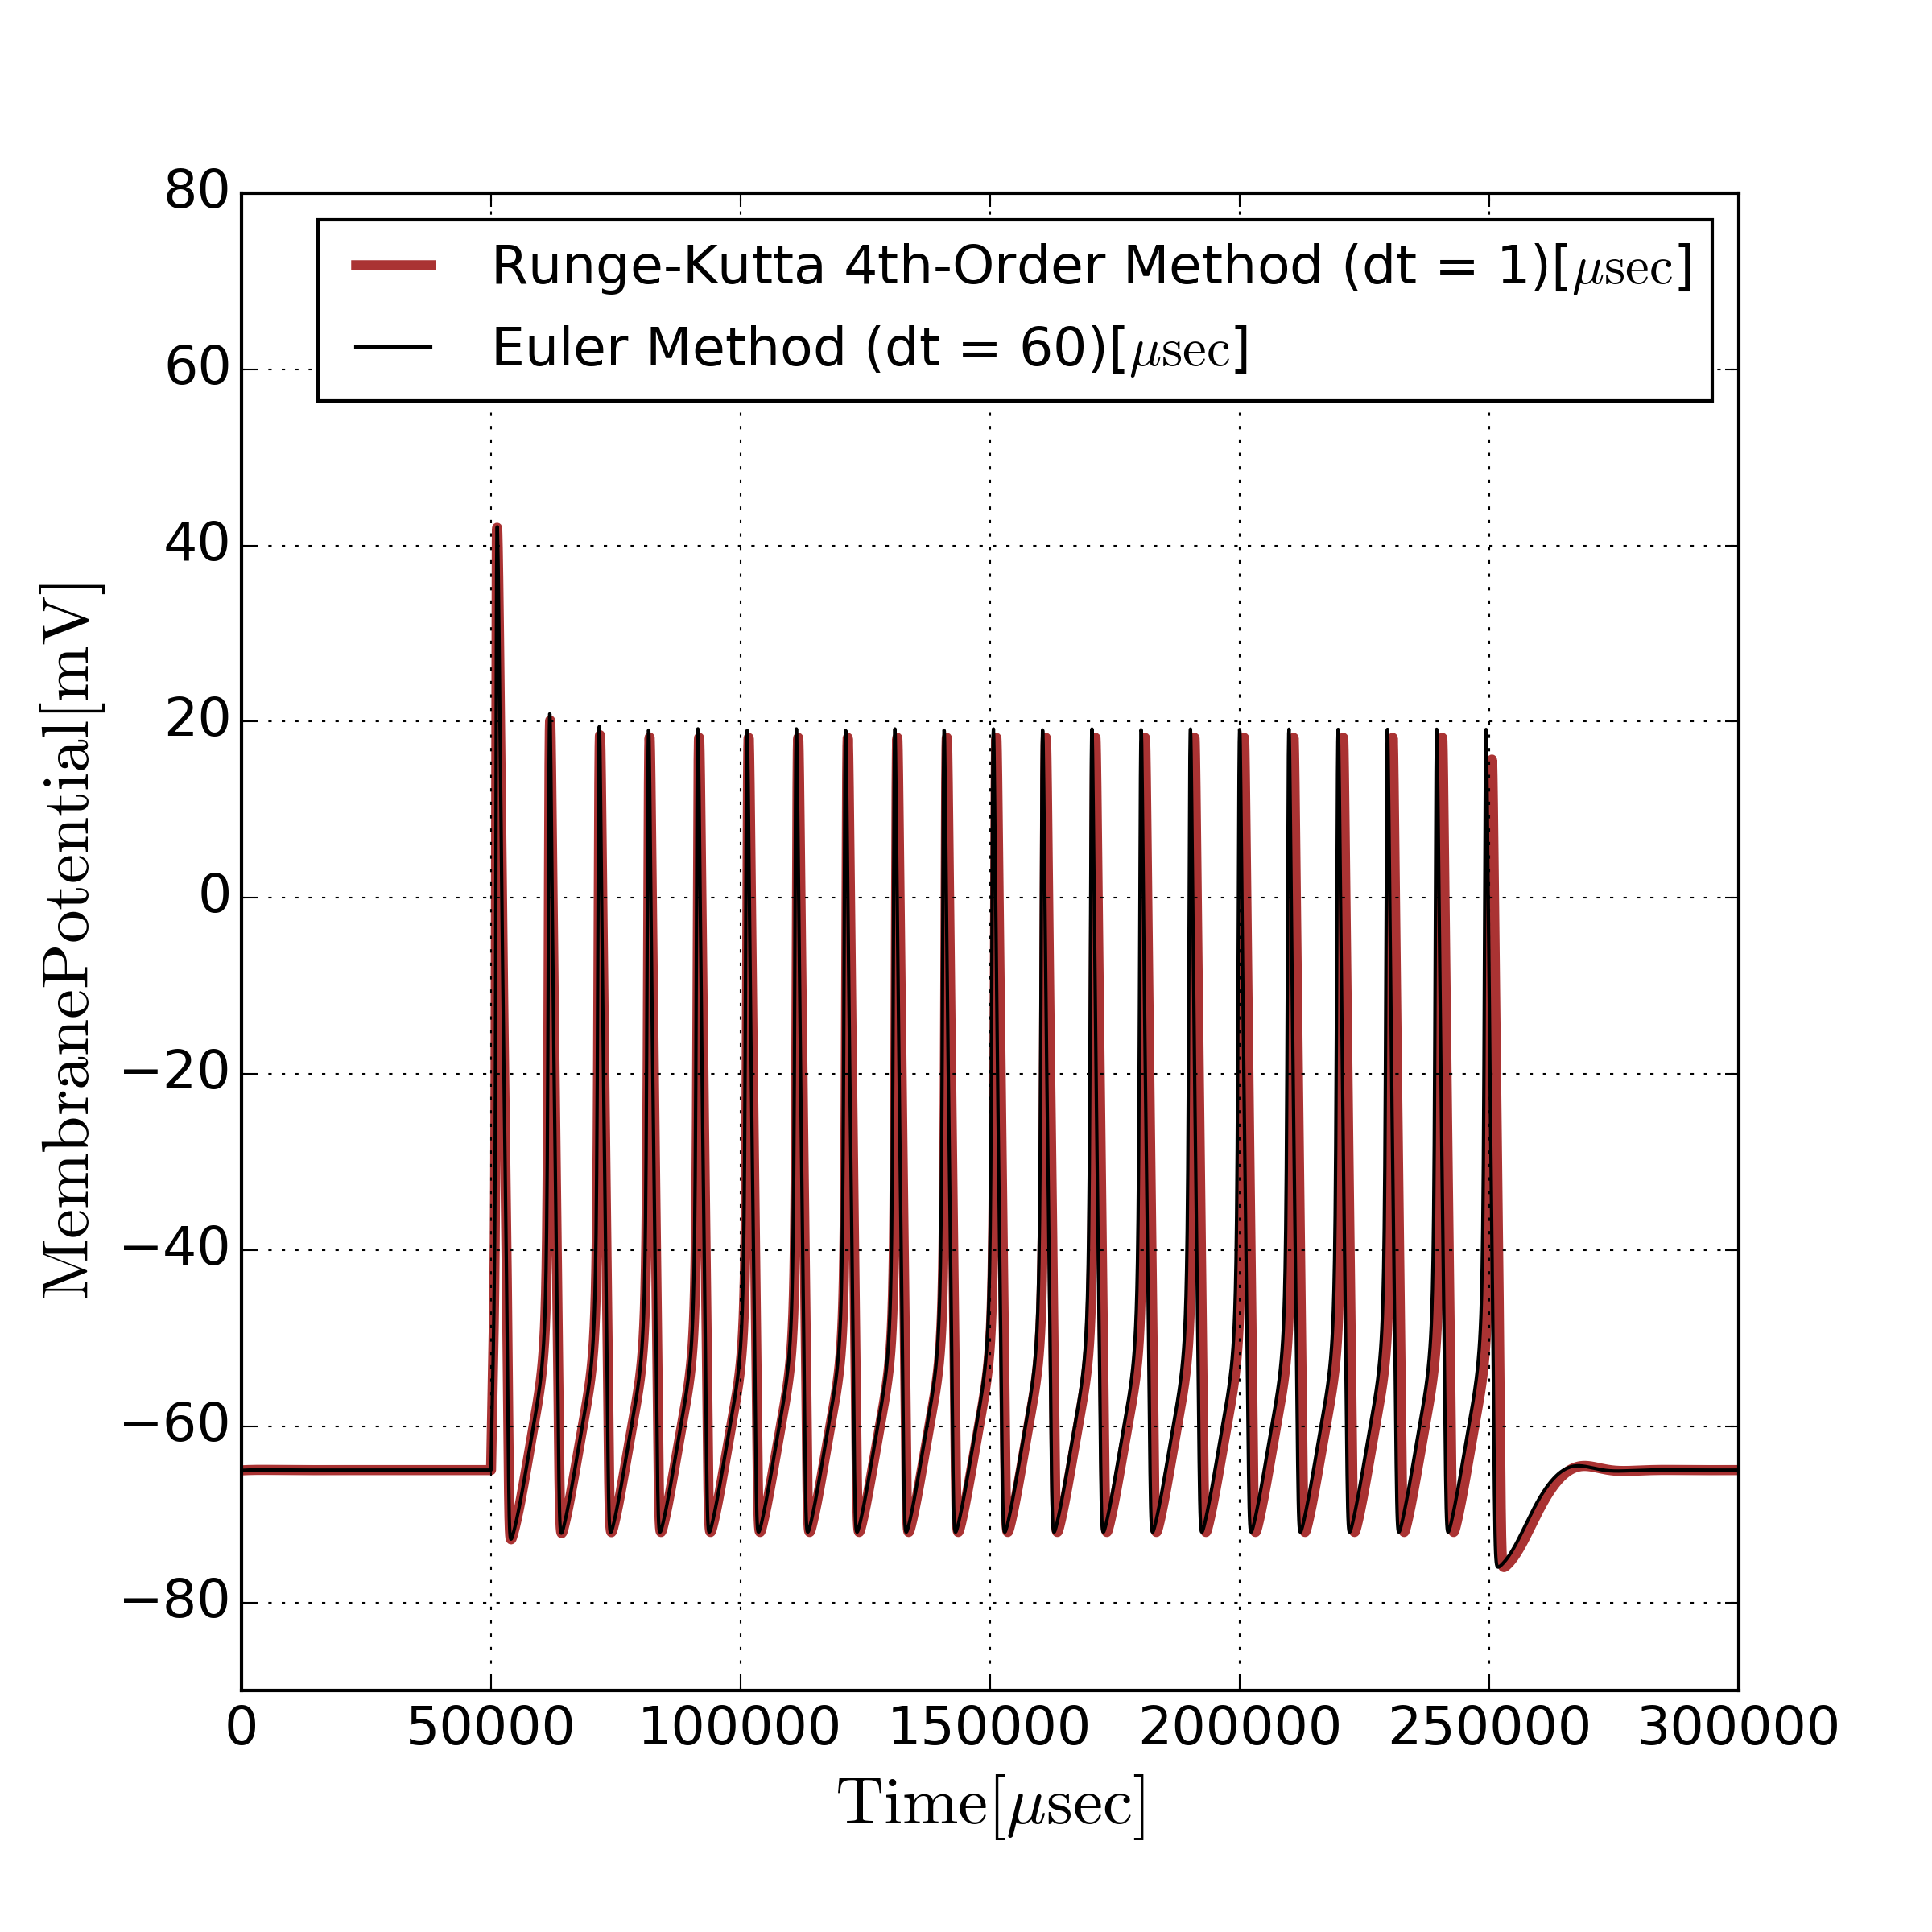 80
Runge-Kutta 4th-Order Method (dt = 1)[μsec]
Euler Method (dt = 60)[μsec]
60
40
20
0
−20
−40
−60
−80
MembranePotential[mV]
0 50000 100000 150000 200000 250000 300000
Time[μsec]